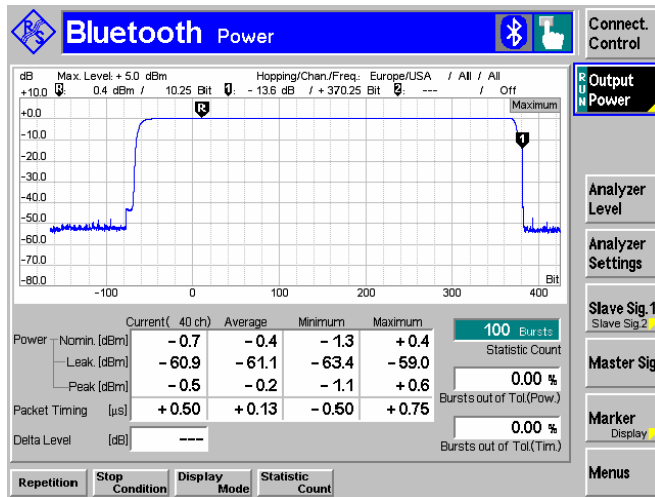 R&S Bluetooth Power
Connect. Control
dB Max. Level: + 5.0 dBm Hopping/Chan./Freq.: Europe/USA / All / All
+10.0 R: 0.4 dBm / 10.25 Bit 1: - 13.6 dB / + 370.25 Bit 2: --- / Off
RUN Output Power
Maximum
R
1
+0.0
-10.0
-20.0
-30.0
-40.0
-50.0
-60.0
-70.0
-80.0
Bit
-100 0 100 200 300 400
Analyzer Level
Analyzer Settings
Slave Sig.1
Slave Sig.2
Master Sig
Marker
Display
Menus
Current( 40 ch) Average Minimum Maximum
Power Nomin. [dBm] - 0.7 - 0.4 - 1.3 + 0.4
Leak. [dBm] - 60.9 - 61.1 - 63.4 - 59.0
Peak [dBm] - 0.5 - 0.2 - 1.1 + 0.6
Packet Timing [µs] + 0.50 + 0.13 - 0.50 + 0.75
Delta Level [dB] ---
100 Bursts
Statistic Count
0.00 %
Bursts out of Tol.(Pow.)
0.00 %
Bursts out of Tol.(Tim.)
Repetition
Stop Condition
Display Mode
Statistic Count